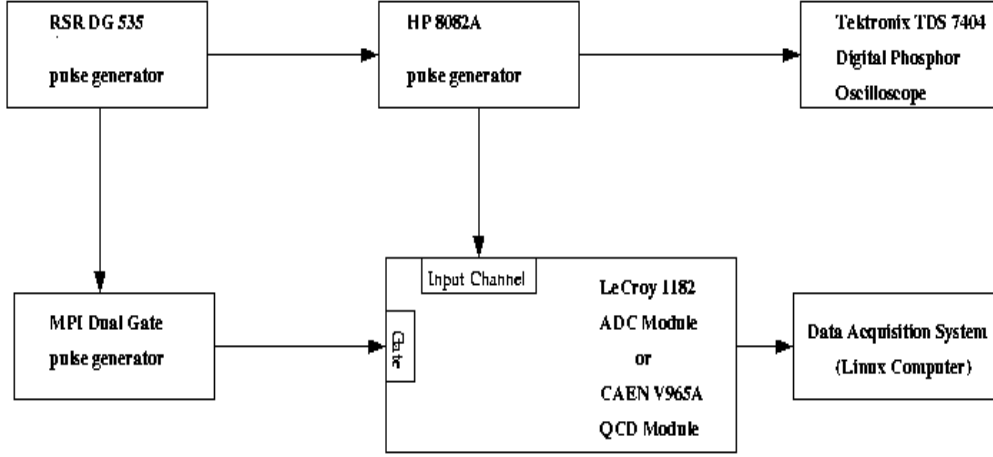 RSR DG 535
pulse generator
HP 8082A
pulse generator
Tektronix TDS 7404
Digital Phosphor
Oscilloscope
MPI Dual Gate
pulse generator
Input Channel
Gate
LeCroy 1182
ADC Module
or
CAEN V965A
QCD Module
Data Acquisition System
(Linux Computer)